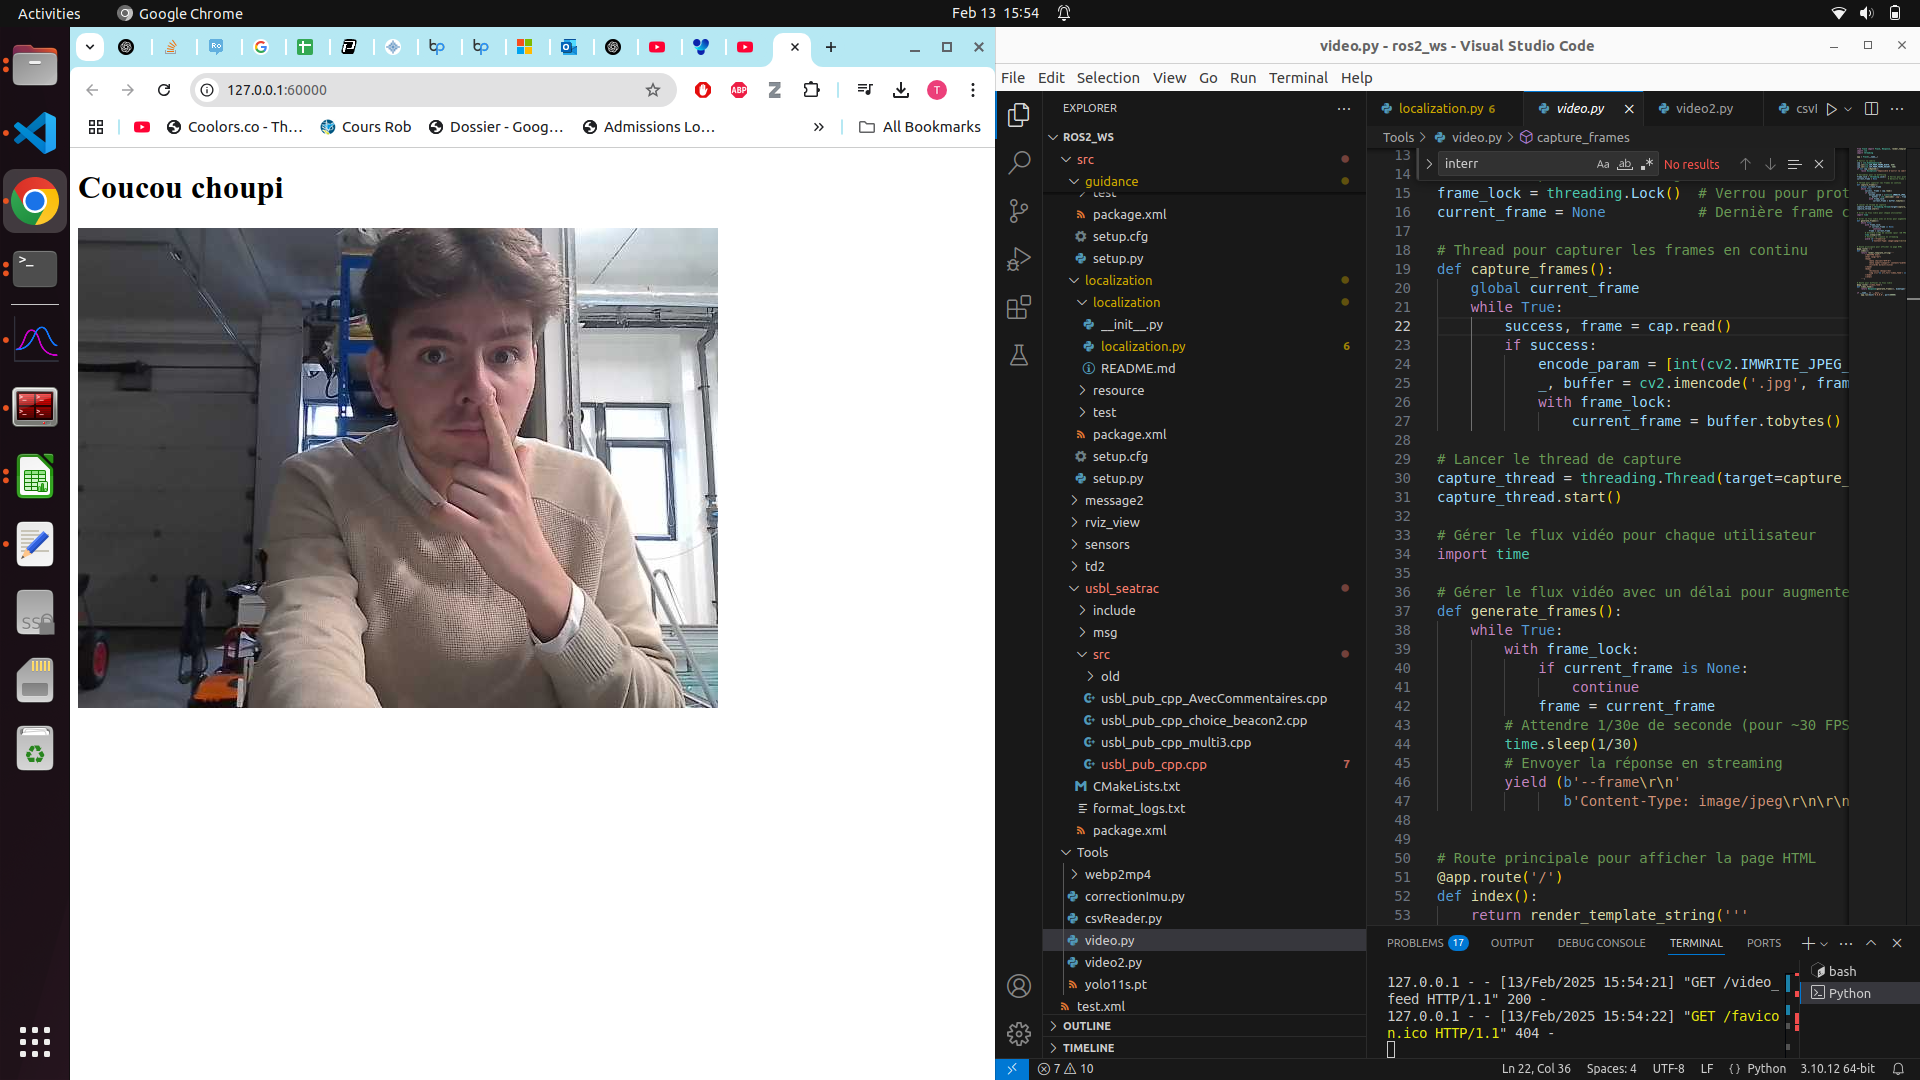 Activities
Google Chrome
Feb 13 15:54
127.0.0.1:60000
Coolors.co - Th...
Cours Rob
Dossier - Goog...
Admissions Lo...
»
All Bookmarks
Coucou choupi
video.py - ros2_ws - Visual Studio Code
File Edit Selection View Go Run Terminal Help
EXPLORER
ROS2_WS
src
guidance
test
package.xml
setup.cfg
setup.py
localization
localization
__init__.py
localization.py 6
README.md
resource
test
package.xml
setup.cfg
setup.py
message2
rviz_view
sensors
td2
usbl_seatrac
include
msg
src
old
usbl_pub_cpp_AvecCommentaires.cpp
usbl_pub_cpp_choice_beacon2.cpp
usbl_pub_cpp_multi3.cpp
usbl_pub_cpp.cpp 7
CMakeLists.txt
format_logs.txt
package.xml
Tools
webp2mp4
correctionImu.py
csvReader.py
video.py
video2.py
yolo11s.pt
test.xml
OUTLINE
TIMELINE
localization.py 6
video.py
video2.py
csvl
Tools > video.py > capture_frames
interr
Aa ab .* No results
13
14
15 frame_lock = threading.Lock()  # Verrou pour prot
16 current_frame = None           # Dernière frame c
17
18 # Thread pour capturer les frames en continu
19 def capture_frames():
20 global current_frame
21 while True:
22 success, frame = cap.read()
23 if success:
24 encode_param = [int(cv2.IMWRITE_JPEG_
25 _, buffer = cv2.imencode('.jpg', fram
26 with frame_lock:
27 current_frame = buffer.tobytes()
28
29 # Lancer le thread de capture
30 capture_thread = threading.Thread(target=capture_
31 capture_thread.start()
32
33 # Gérer le flux vidéo pour chaque utilisateur
34 import time
35
36 # Gérer le flux vidéo avec un délai pour augmente
37 def generate_frames():
38 while True:
39 with frame_lock:
40 if current_frame is None:
41 continue
42 frame = current_frame
43 # Attendre 1/30e de seconde (pour ~30 FPS
44 time.sleep(1/30)
45 # Envoyer la réponse en streaming
46 yield (b'--frame\r\n'
47 b'Content-Type: image/jpeg\r\n\r\n
48
49
50 # Route principale pour afficher la page HTML
51 @app.route('/')
52 def index():
53 return render_template_string('''
PROBLEMS 17 OUTPUT DEBUG CONSOLE TERMINAL PORTS
127.0.0.1 - - [13/Feb/2025 15:54:21] "GET /video_
feed HTTP/1.1" 200 -
127.0.0.1 - - [13/Feb/2025 15:54:22] "GET /favico
n.ico HTTP/1.1" 404 -
bash
Python
7 10
Ln 22, Col 36 Spaces: 4 UTF-8 LF Python 3.10.12 64-bit